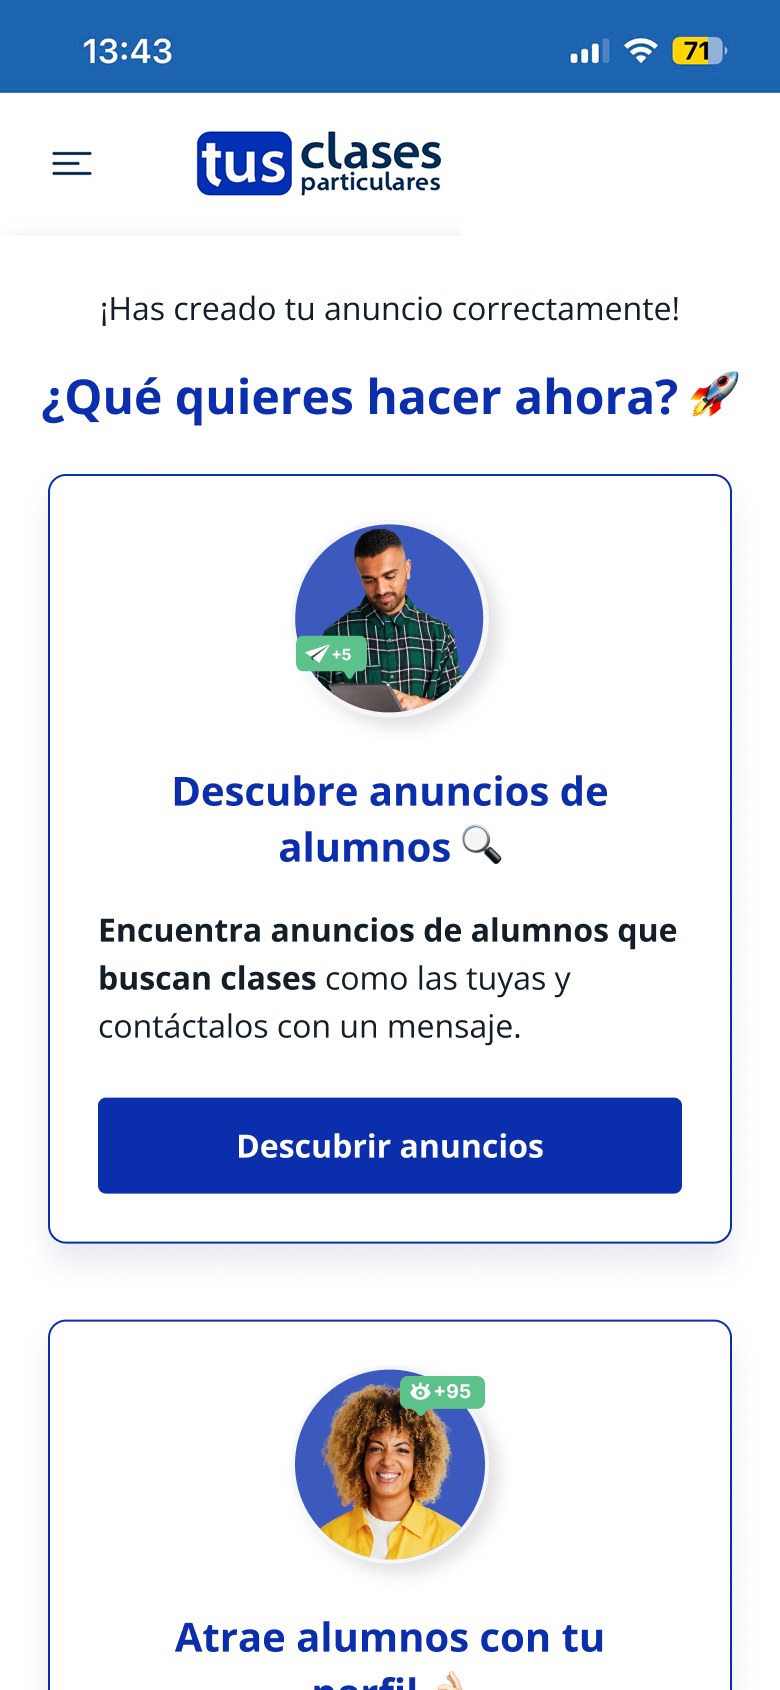 13:43
71
tus clases
particulares
¡Has creado tu anuncio correctamente!
¿Qué quieres hacer ahora? 🚀
+5
Descubre anuncios de
alumnos 🔍
Encuentra anuncios de alumnos que
buscan clases como las tuyas y
contáctalos con un mensaje.
Descubrir anuncios
+95
Atrae alumnos con tu
perfil 👌🏻